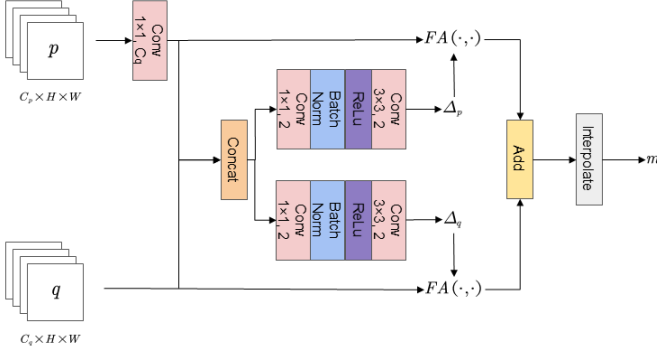 p
C_p × H × W
Conv
1×1, C_q
FA(·,·)
Conv
1×1, 2
Batch
Norm
ReLu
Conv
3×3, 2
Δ_p
Concat
Add
Interpolate
m
Conv
1×1, 2
Batch
Norm
ReLu
Conv
3×3, 2
Δ_q
q
C_q × H × W
FA(·,·)